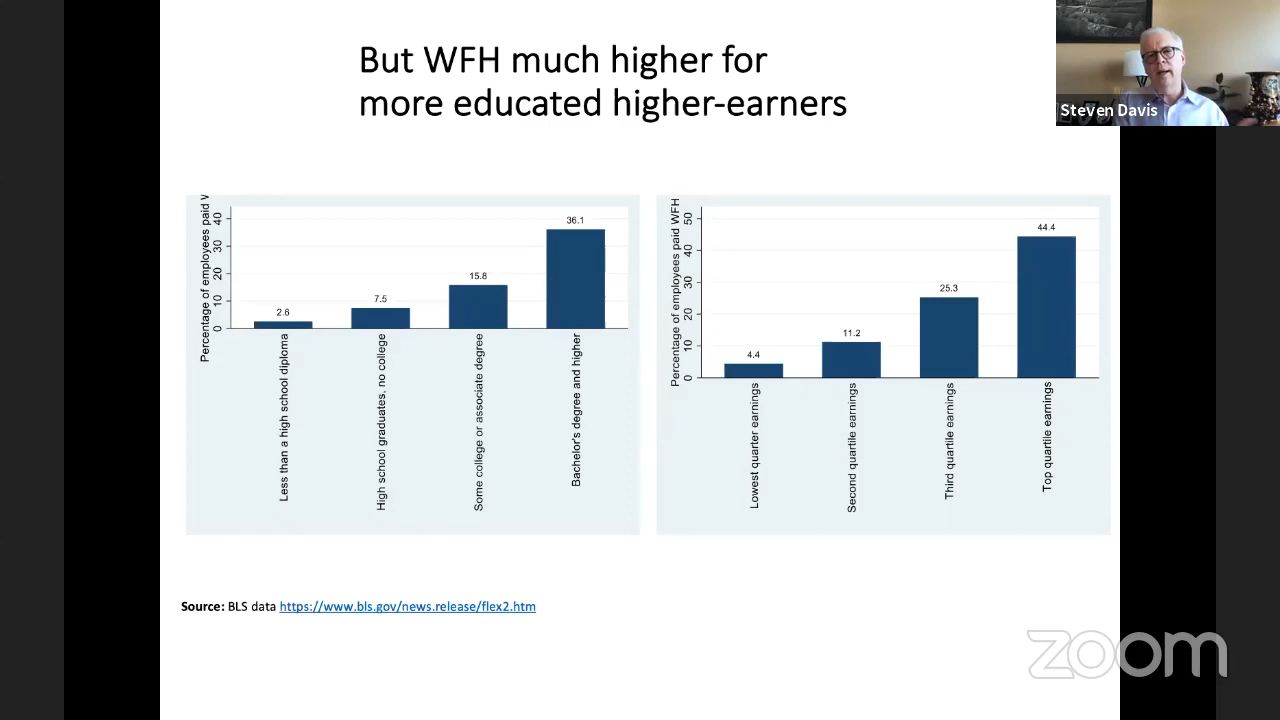 But WFH much higher for
more educated higher-earners
Steven Davis
Percentage of employees paid
40
30
20
10
0
2.6
7.5
15.8
36.1
Less than a high school diploma
High school graduates, no college
Some college or associate degree
Bachelor's degree and higher
Percentage of employees paid WFH
50
40
30
20
10
0
4.4
11.2
25.3
44.4
Lowest quarter earnings
Second quartile earnings
Third quartile earnings
Top quartile earnings
Source: BLS data https://www.bls.gov/news.release/flex2.htm
zoom